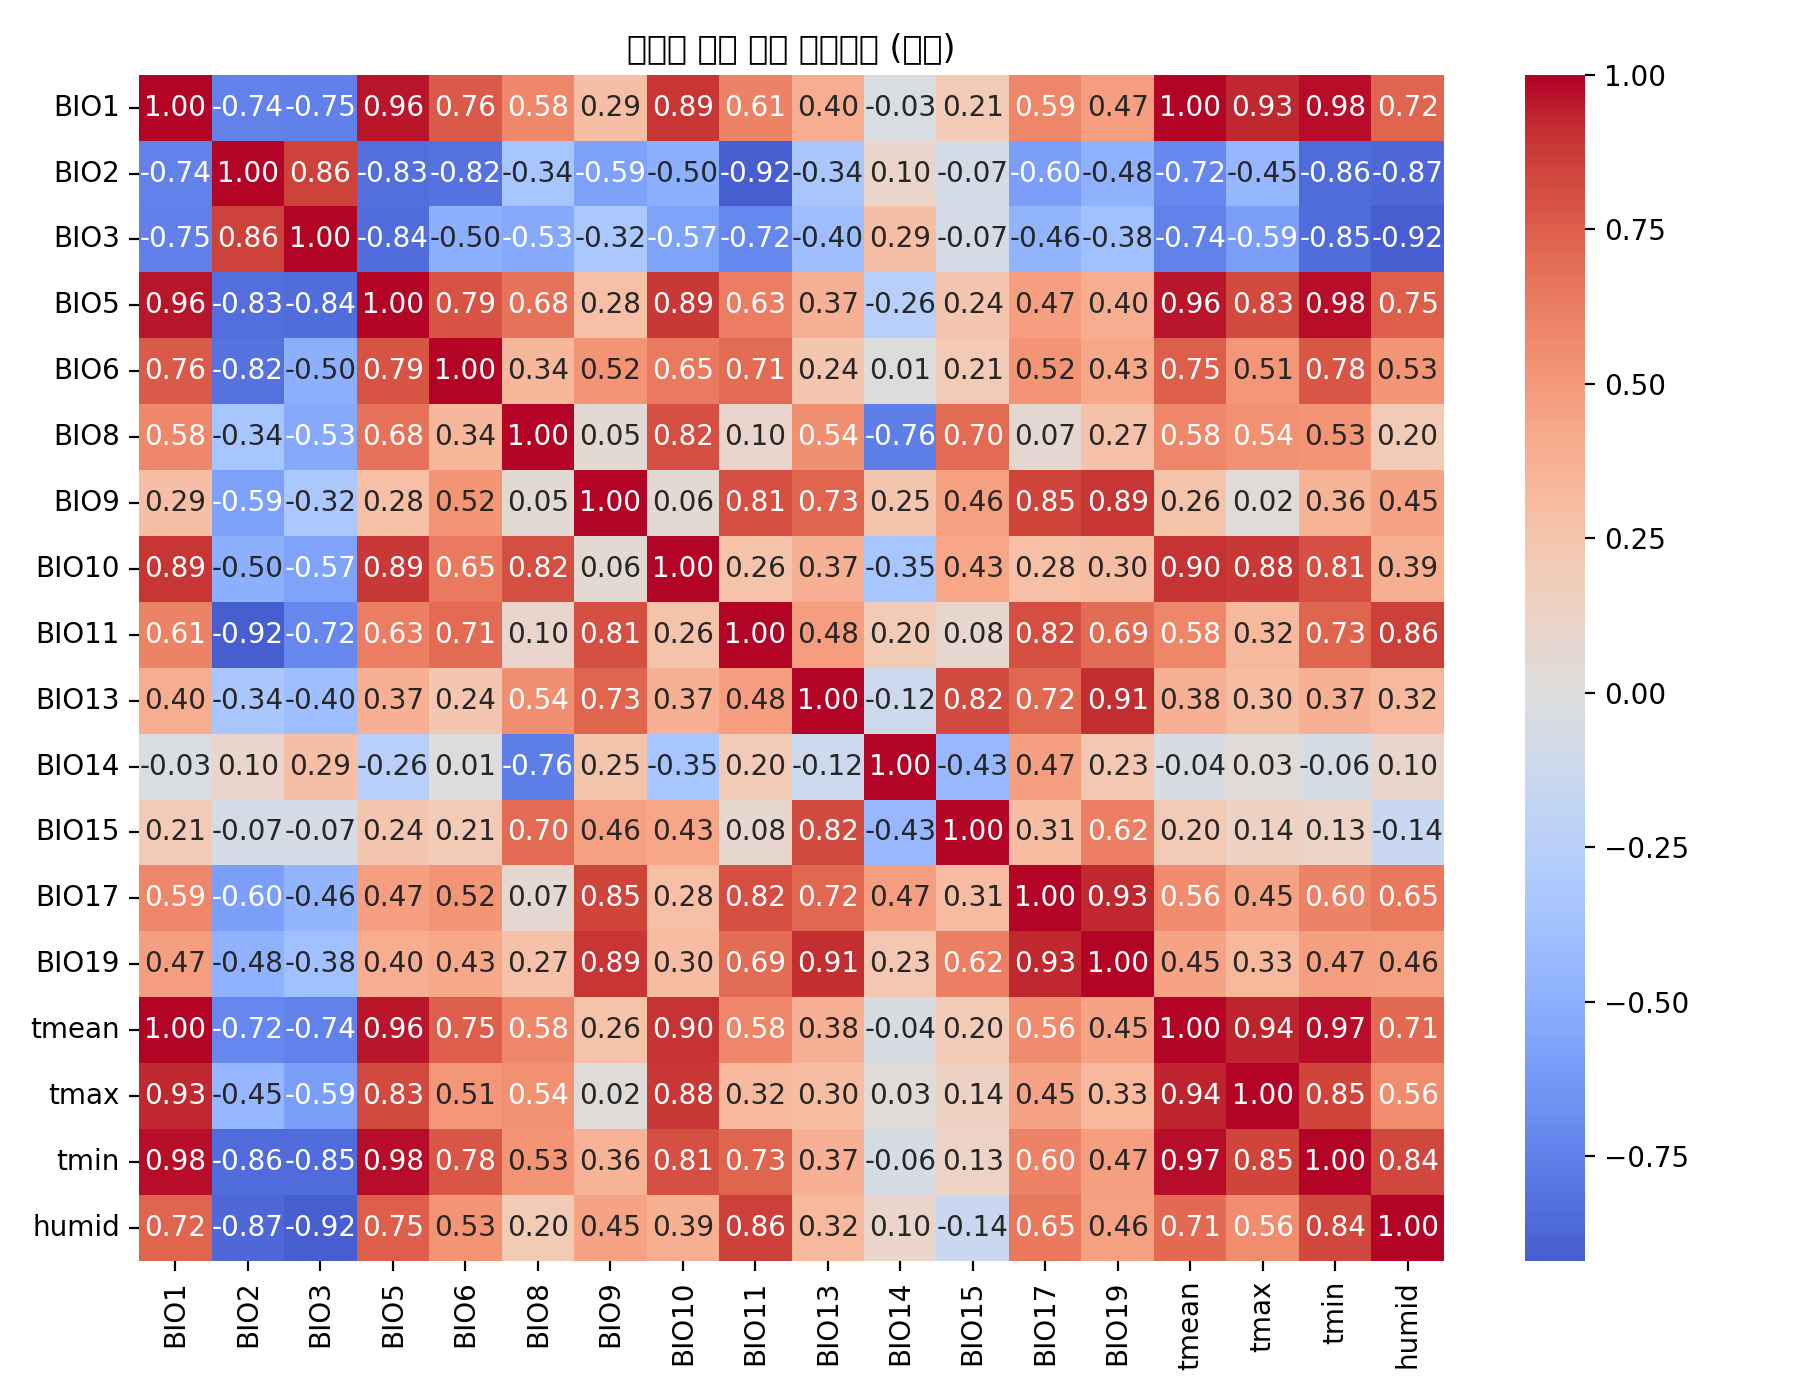 BIO1 1.00 -0.74 -0.75 0.96 0.76 0.58 0.29 0.89 0.61 0.40 -0.03 0.21 0.59 0.47 1.00 0.93 0.98 0.72
BIO2 -0.74 1.00 0.86 -0.83 -0.82 -0.34 -0.59 -0.50 -0.92 -0.34 0.10 -0.07 -0.60 -0.48 -0.72 -0.45 -0.86 -0.87
BIO3 -0.75 0.86 1.00 -0.84 -0.50 -0.53 -0.32 -0.57 -0.72 -0.40 0.29 -0.07 -0.46 -0.38 -0.74 -0.59 -0.85 -0.92
BIO5 0.96 -0.83 -0.84 1.00 0.79 0.68 0.28 0.89 0.63 0.37 -0.26 0.24 0.47 0.40 0.96 0.83 0.98 0.75
BIO6 0.76 -0.82 -0.50 0.79 1.00 0.34 0.52 0.65 0.71 0.24 0.01 0.21 0.52 0.43 0.75 0.51 0.78 0.53
BIO8 0.58 -0.34 -0.53 0.68 0.34 1.00 0.05 0.82 0.10 0.54 -0.76 0.70 0.07 0.27 0.58 0.54 0.53 0.20
BIO9 0.29 -0.59 -0.32 0.28 0.52 0.05 1.00 0.06 0.81 0.73 0.25 0.46 0.85 0.89 0.26 0.02 0.36 0.45
BIO10 0.89 -0.50 -0.57 0.89 0.65 0.82 0.06 1.00 0.26 0.37 -0.35 0.43 0.28 0.30 0.90 0.88 0.81 0.39
BIO11 0.61 -0.92 -0.72 0.63 0.71 0.10 0.81 0.26 1.00 0.48 0.20 0.08 0.82 0.69 0.58 0.32 0.73 0.86
BIO13 0.40 -0.34 -0.40 0.37 0.24 0.54 0.73 0.37 0.48 1.00 -0.12 0.82 0.72 0.91 0.38 0.30 0.37 0.32
BIO14 -0.03 0.10 0.29 -0.26 0.01 -0.76 0.25 -0.35 0.20 -0.12 1.00 -0.43 0.47 0.23 -0.04 0.03 -0.06 0.10
BIO15 0.21 -0.07 -0.07 0.24 0.21 0.70 0.46 0.43 0.08 0.82 -0.43 1.00 0.31 0.62 0.20 0.14 0.13 -0.14
BIO17 0.59 -0.60 -0.46 0.47 0.52 0.07 0.85 0.28 0.82 0.72 0.47 0.31 1.00 0.93 0.56 0.45 0.60 0.65
BIO19 0.47 -0.48 -0.38 0.40 0.43 0.27 0.89 0.30 0.69 0.91 0.23 0.62 0.93 1.00 0.45 0.33 0.47 0.46
tmean 1.00 -0.72 -0.74 0.96 0.75 0.58 0.26 0.90 0.58 0.38 -0.04 0.20 0.56 0.45 1.00 0.94 0.97 0.71
tmax 0.93 -0.45 -0.59 0.83 0.51 0.54 0.02 0.88 0.32 0.30 0.03 0.14 0.45 0.33 0.94 1.00 0.85 0.56
tmin 0.98 -0.86 -0.85 0.98 0.78 0.53 0.36 0.81 0.73 0.37 -0.06 0.13 0.60 0.47 0.97 0.85 1.00 0.84
humid 0.72 -0.87 -0.92 0.75 0.53 0.20 0.45 0.39 0.86 0.32 0.10 -0.14 0.65 0.46 0.71 0.56 0.84 1.00
BIO1 BIO2 BIO3 BIO5 BIO6 BIO8 BIO9 BIO10 BIO11 BIO13 BIO14 BIO15 BIO17 BIO19 tmean tmax tmin humid
1.00
0.75
0.50
0.25
0.00
−0.25
−0.50
−0.75